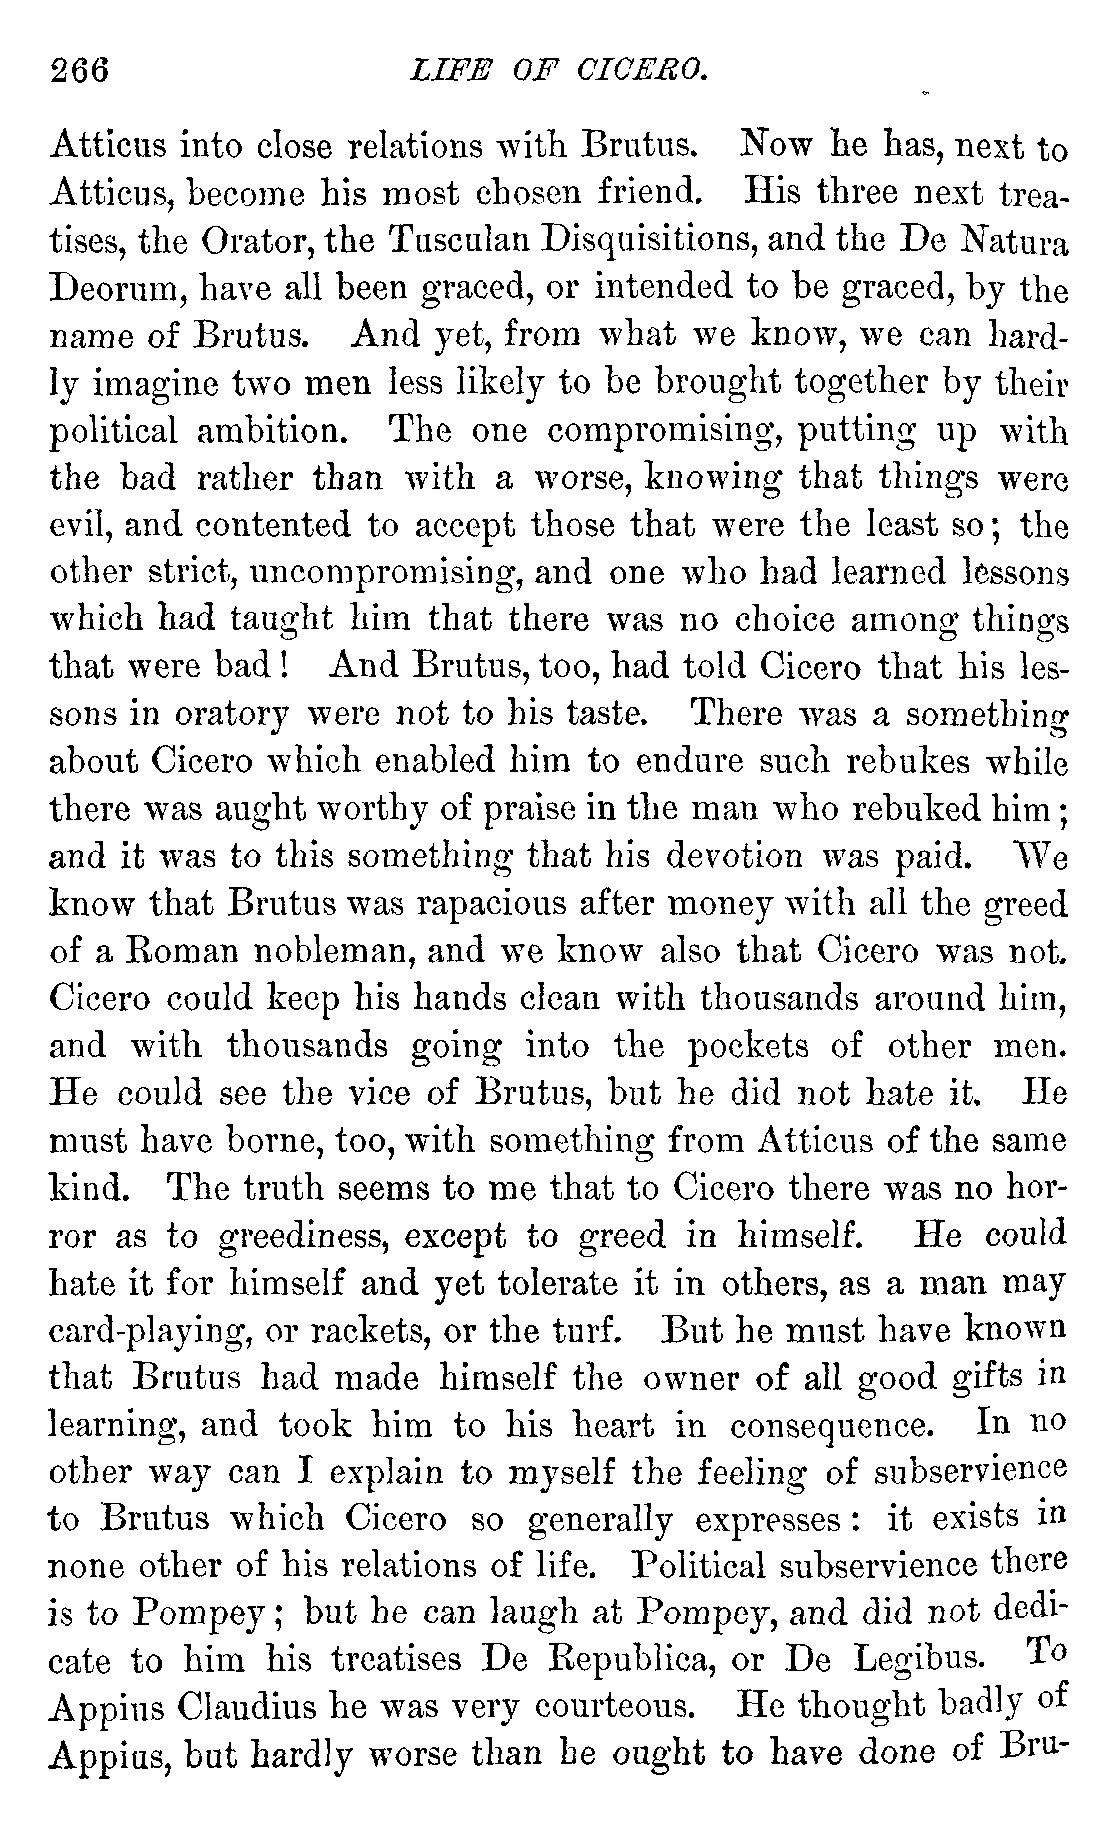 266 LIFE OF CICERO.
Atticus into close relations with Brutus. Now he has, next to
Atticus, become his most chosen friend. His three next trea-
tises, the Orator, the Tusculan Disquisitions, and the De Natura
Deorum, have all been graced, or intended to be graced, by the
name of Brutus. And yet, from what we know, we can hard-
ly imagine two men less likely to be brought together by their
political ambition. The one compromising, putting up with
the bad rather than with a worse, knowing that things were
evil, and contented to accept those that were the least so; the
other strict, uncompromising, and one who had learned lessons
which had taught him that there was no choice among things
that were bad! And Brutus, too, had told Cicero that his les-
sons in oratory were not to his taste. There was a something
about Cicero which enabled him to endure such rebukes while
there was aught worthy of praise in the man who rebuked him;
and it was to this something that his devotion was paid. We
know that Brutus was rapacious after money with all the greed
of a Roman nobleman, and we know also that Cicero was not.
Cicero could keep his hands clean with thousands around him,
and with thousands going into the pockets of other men.
He could see the vice of Brutus, but he did not hate it. He
must have borne, too, with something from Atticus of the same
kind. The truth seems to me that to Cicero there was no hor-
ror as to greediness, except to greed in himself. He could
hate it for himself and yet tolerate it in others, as a man may
card-playing, or rackets, or the turf. But he must have known
that Brutus had made himself the owner of all good gifts in
learning, and took him to his heart in consequence. In no
other way can I explain to myself the feeling of subservience
to Brutus which Cicero so generally expresses: it exists in
none other of his relations of life. Political subservience there
is to Pompey; but he can laugh at Pompey, and did not dedi-
cate to him his treatises De Republica, or De Legibus. To
Appius Claudius he was very courteous. He thought badly of
Appius, but hardly worse than he ought to have done of Bru-